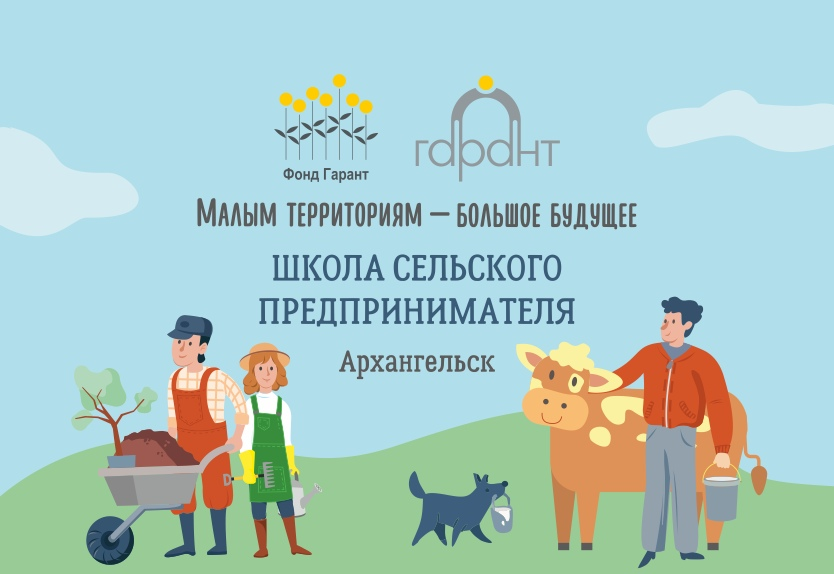 гарант
Фонд Гарант
Малым территориям – большое будущее
ШКОЛА СЕЛЬСКОГО
ПРЕДПРИНИМАТЕЛЯ
Архангельск